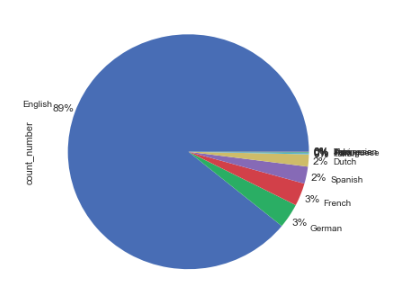 English
89%
count_number
0%
2%
Dutch
2%
Spanish
3%
French
3%
German